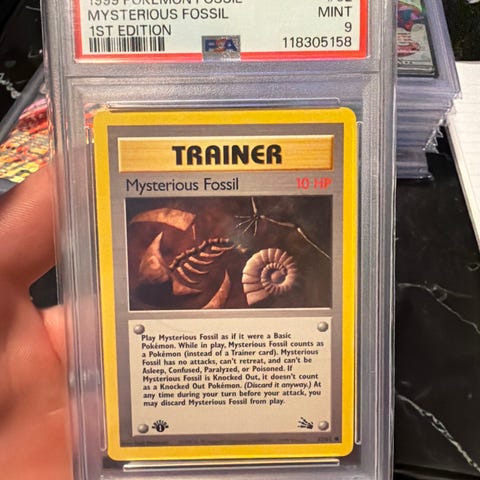 1999 POKEMON FOSSIL
MYSTERIOUS FOSSIL MINT
1ST EDITION 9
PSA 118305158
TRAINER
Mysterious Fossil 10 HP
Play Mysterious Fossil as if it were a Basic
Pokémon. While in play, Mysterious Fossil counts as
a Pokémon (instead of a Trainer card). Mysterious
Fossil has no attacks, can't retreat, and can't be
Asleep, Confused, Paralyzed, or Poisoned. If
Mysterious Fossil is Knocked Out, it doesn't count
as a Knocked Out Pokémon. (Discard it anyway.) At
any time during your turn before your attack, you
may discard Mysterious Fossil from play.